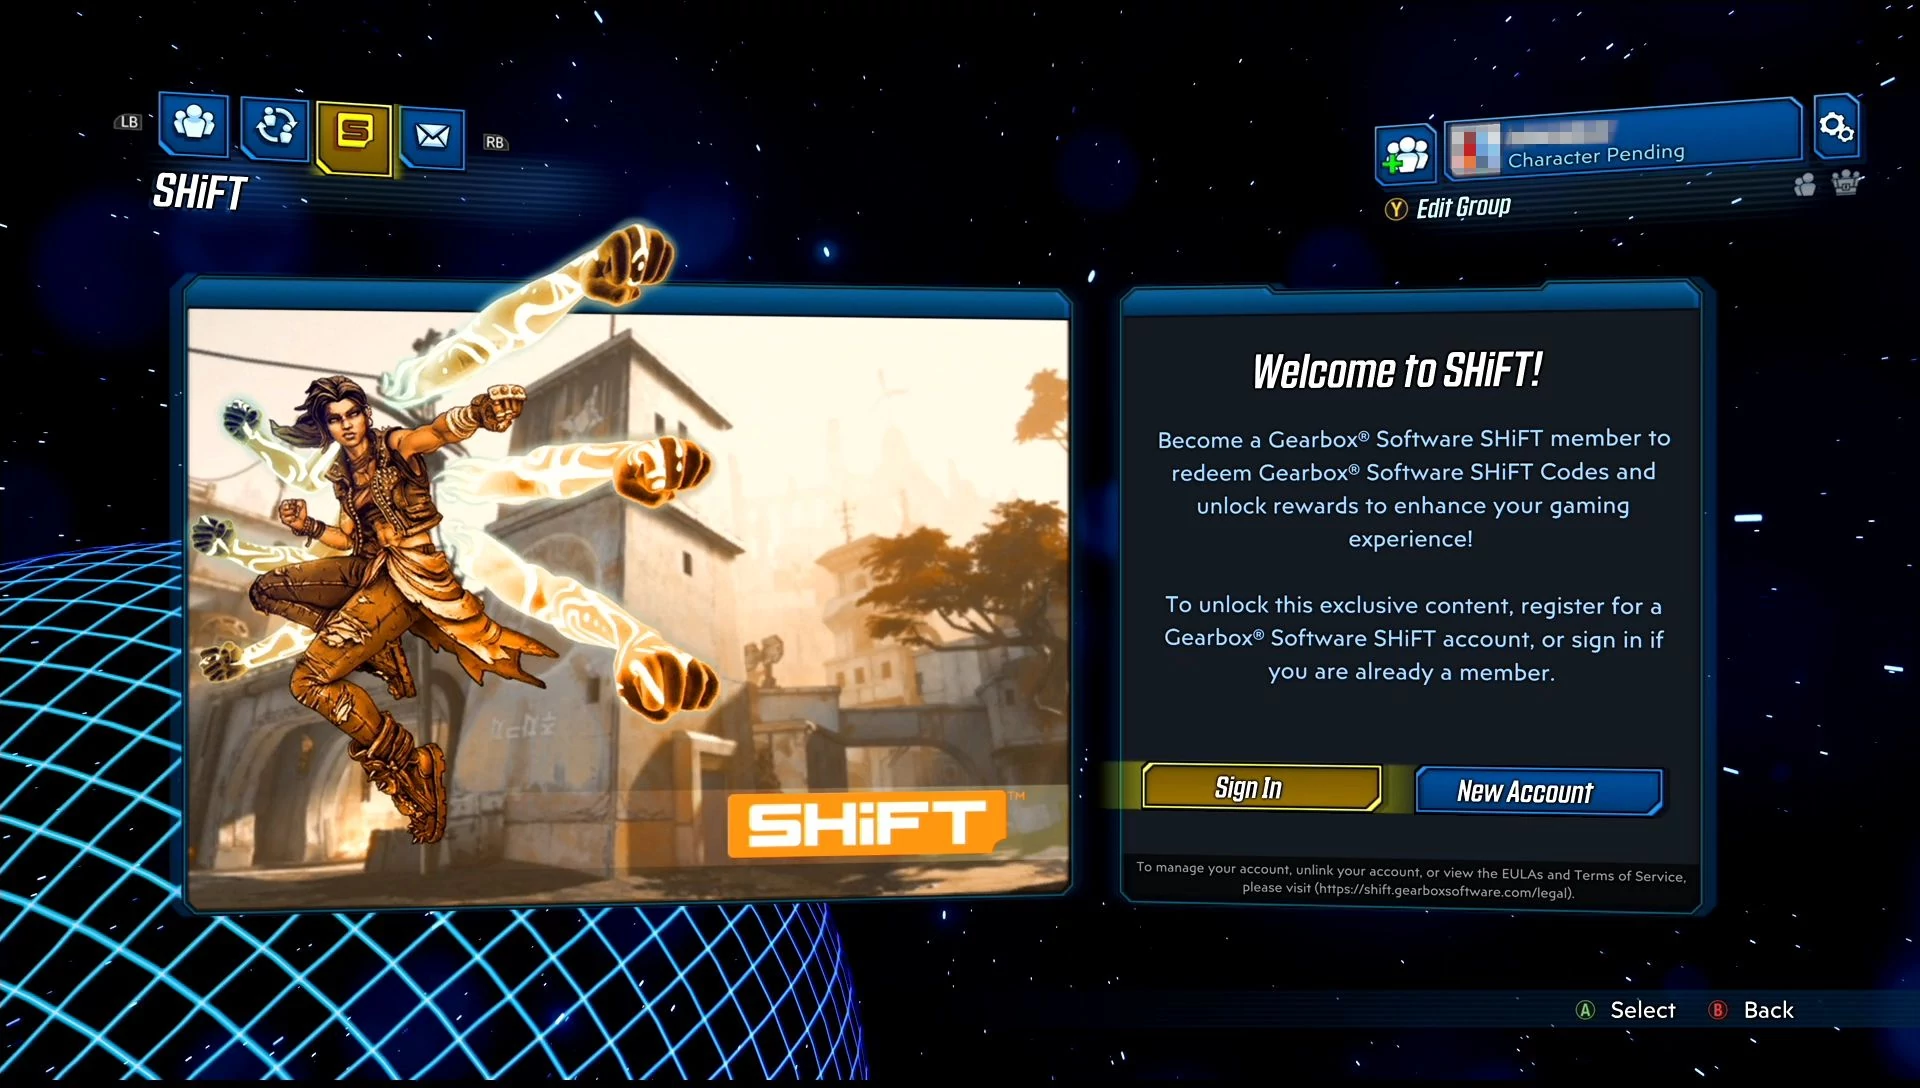 LB
RB
SHiFT
Character Pending
Y Edit Group
Welcome to SHiFT!
Become a Gearbox® Software SHiFT member to
redeem Gearbox® Software SHiFT Codes and
unlock rewards to enhance your gaming
experience!
To unlock this exclusive content, register for a
Gearbox® Software SHiFT account, or sign in if
you are already a member.
SHiFT™
Sign In
New Account
To manage your account, unlink your account, or view the EULAs and Terms of Service,
please visit (https://shift.gearboxsoftware.com/legal).
A Select B Back